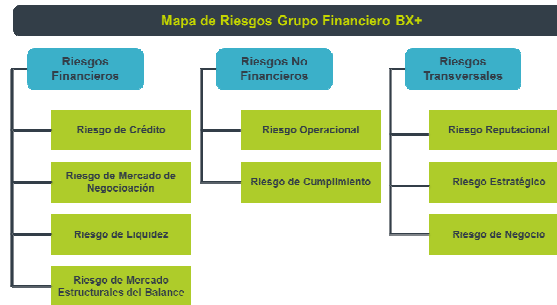 Mapa de Riesgos Grupo Financiero BX+
Riesgos
Financieros
Riesgo de Crédito
Riesgo de Mercado de
Negociación
Riesgo de Liquidez
Riesgo de Mercado
Estructurales del Balance
Riesgos No
Financieros
Riesgo Operacional
Riesgo de Cumplimiento
Riesgos
Transversales
Riesgo Reputacional
Riesgo Estratégico
Riesgo de Negocio